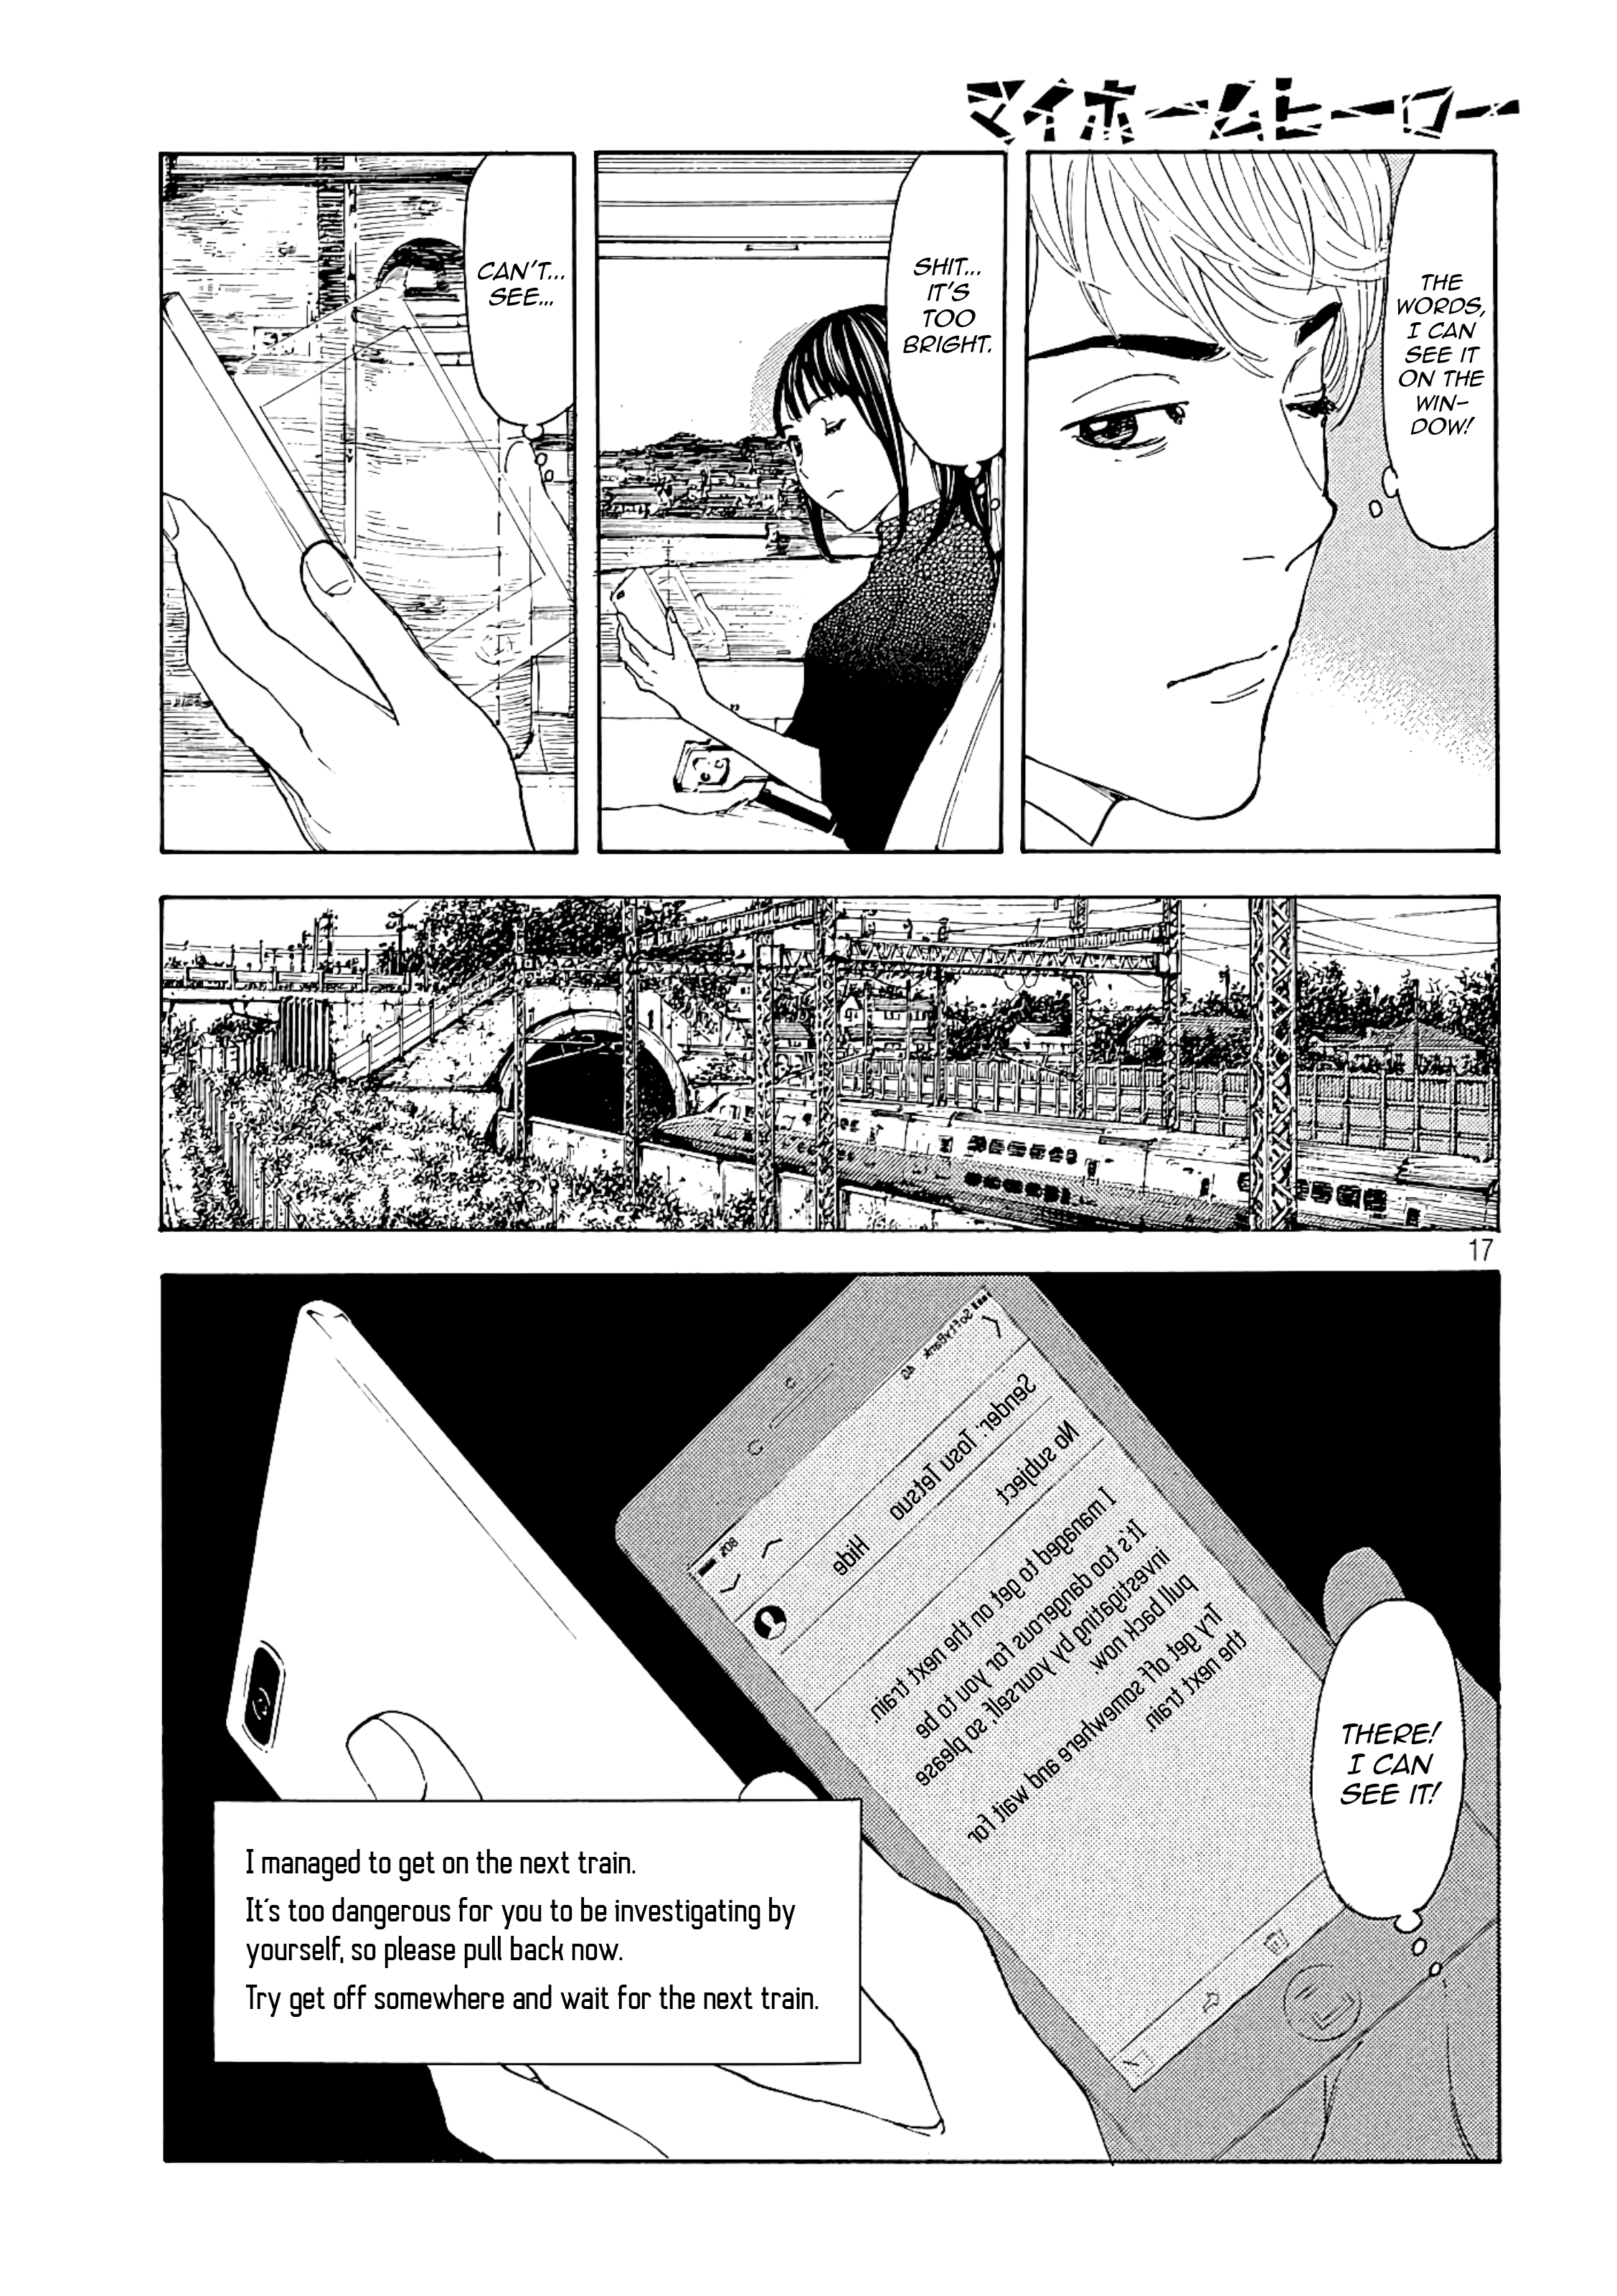 マイホームヒーロー
THE
WORDS,
I CAN
SEE IT
ON THE
WIN-
DOW!
SHIT...
IT'S
TOO
BRIGHT.
CAN'T...
SEE...
17
SoftBank 4G 80%
Sender: Tosu Tetsuo Hide
No subject
I managed to get on the next train.
It's too dangerous for you to be
investigating by yourself, so please
pull back now.
Try get off somewhere and wait for
the next train.
THERE!
I CAN
SEE IT!
I managed to get on the next train.
It's too dangerous for you to be investigating by
yourself, so please pull back now.
Try get off somewhere and wait for the next train.